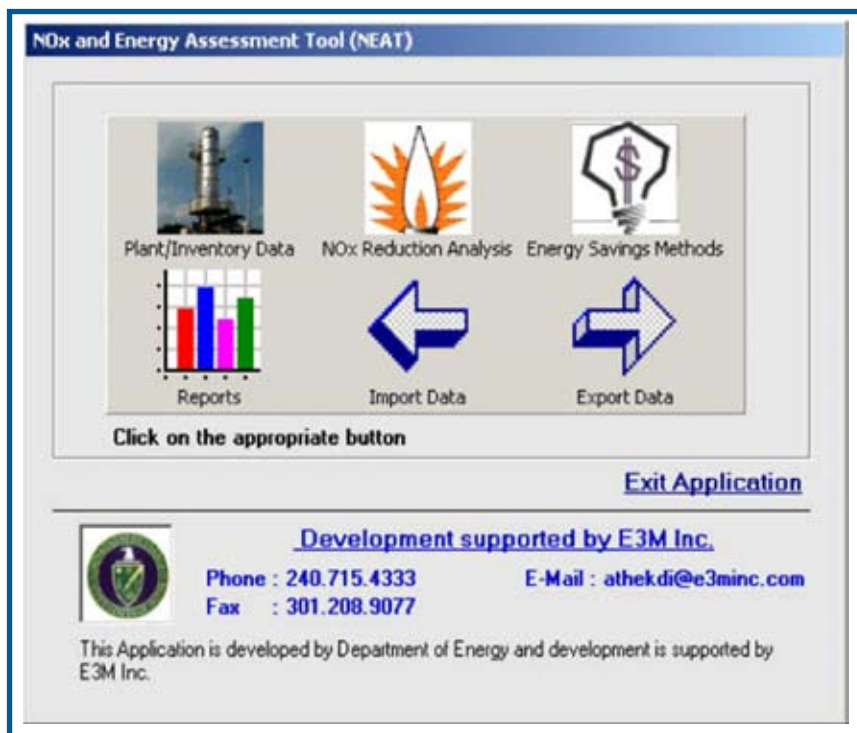 NOx and Energy Assessment Tool (NEAT)
Plant/Inventory Data NOx Reduction Analysis Energy Savings Methods
Reports Import Data Export Data
Click on the appropriate button
Exit Application
Development supported by E3M Inc.
Phone : 240.715.4333 E-Mail : athekdi@e3minc.com
Fax : 301.208.9077
This Application is developed by Department of Energy and development is supported by
E3M Inc.